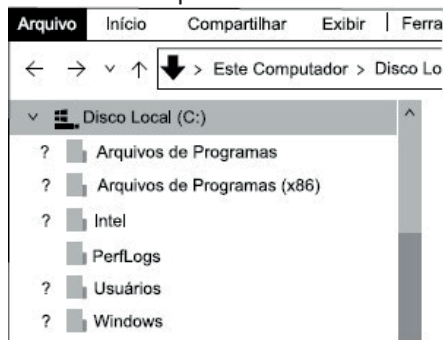 Arquivo Início Compartilhar Exibir | Ferra
> Este Computador > Disco Lo
Disco Local (C:)
? Arquivos de Programas
? Arquivos de Programas (x86)
? Intel
PerfLogs
? Usuários
? Windows